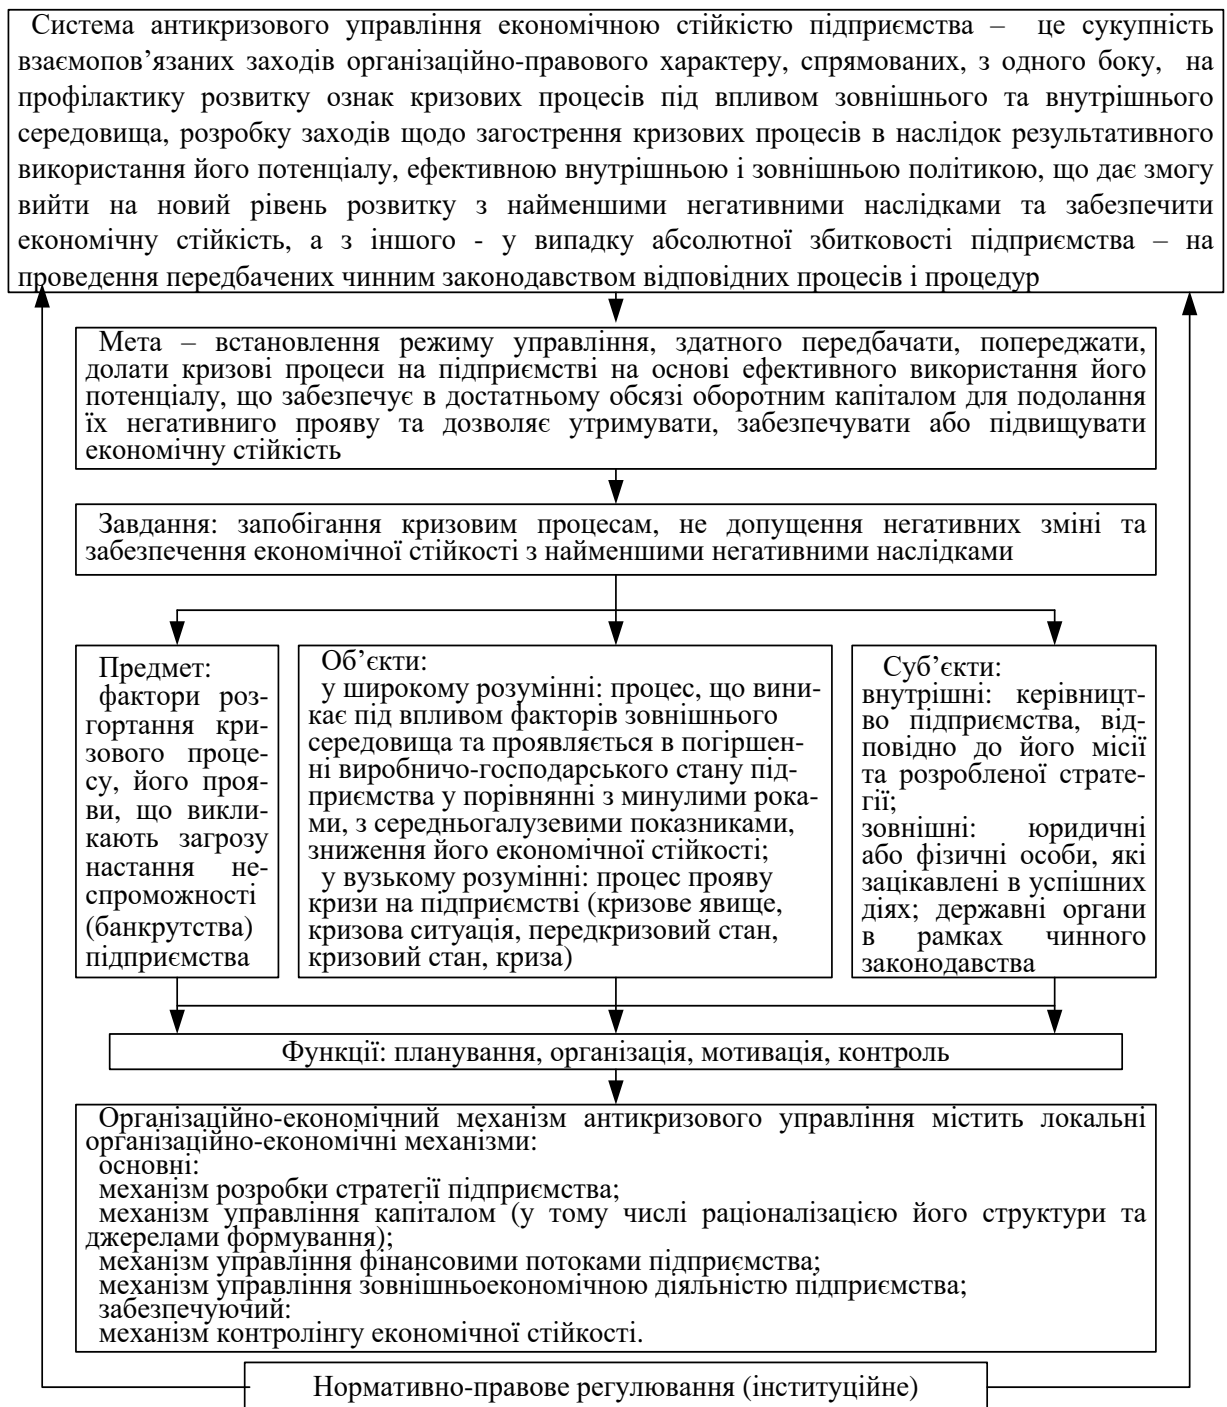 Система антикризового управління економічною стійкістю підприємства – це сукупність
взаємопов’язаних заходів організаційно-правового характеру, спрямованих, з одного боку, на
профілактику розвитку ознак кризових процесів під впливом зовнішнього та внутрішнього
середовища, розробку заходів щодо загострення кризових процесів в наслідок результативного
використання його потенціалу, ефективною внутрішньою і зовнішньою політикою, що дає змогу
вийти на новий рівень розвитку з найменшими негативними наслідками та забезпечити
економічну стійкість, а з іншого - у випадку абсолютної збитковості підприємства – на
проведення передбачених чинним законодавством відповідних процесів і процедур
Мета – встановлення режиму управління, здатного передбачати, попереджати,
долати кризові процеси на підприємстві на основі ефективного використання його
потенціалу, що забезпечує в достатньому обсязі оборотним капіталом для подолання
їх негативниго прояву та дозволяє утримувати, забезпечувати або підвищувати
економічну стійкість
Завдання: запобігання кризовим процесам, не допущення негативних зміні та
забезпечення економічної стійкості з найменшими негативними наслідками
Предмет:
фактори роз-
гортання кри-
зового проце-
су, його проя-
ви, що викли-
кають загрозу
настання не-
спроможності
(банкрутства)
підприємства
Об’єкти:
у широкому розумінні: процес, що вини-
кає під впливом факторів зовнішнього
середовища та проявляється в погіршен-
ні виробничо-господарського стану під-
приємства у порівнянні з минулими рока-
ми, з середньогалузевими показниками,
зниження його економічної стійкості;
у вузькому розумінні: процес прояву
кризи на підприємстві (кризове явище,
кризова ситуація, передкризовий стан,
кризовий стан, криза)
Суб’єкти:
внутрішні: керівницт-
во підприємства, від-
повідно до його місії
та розробленої страте-
гії;
зовнішні: юридичні
або фізичні особи, які
зацікавлені в успішних
діях; державні органи
в рамках чинного
законодавства
Функції: планування, організація, мотивація, контроль
Організаційно-економічний механізм антикризового управління містить локальні
організаційно-економічні механізми:
основні:
механізм розробки стратегії підприємства;
механізм управління капіталом (у тому числі раціоналізацією його структури та
джерелами формування);
механізм управління фінансовими потоками підприємства;
механізм управління зовнішньоекономічною діяльністю підприємства;
забезпечуючий:
механізм контролінгу економічної стійкості.
Нормативно-правове регулювання (інституційне)